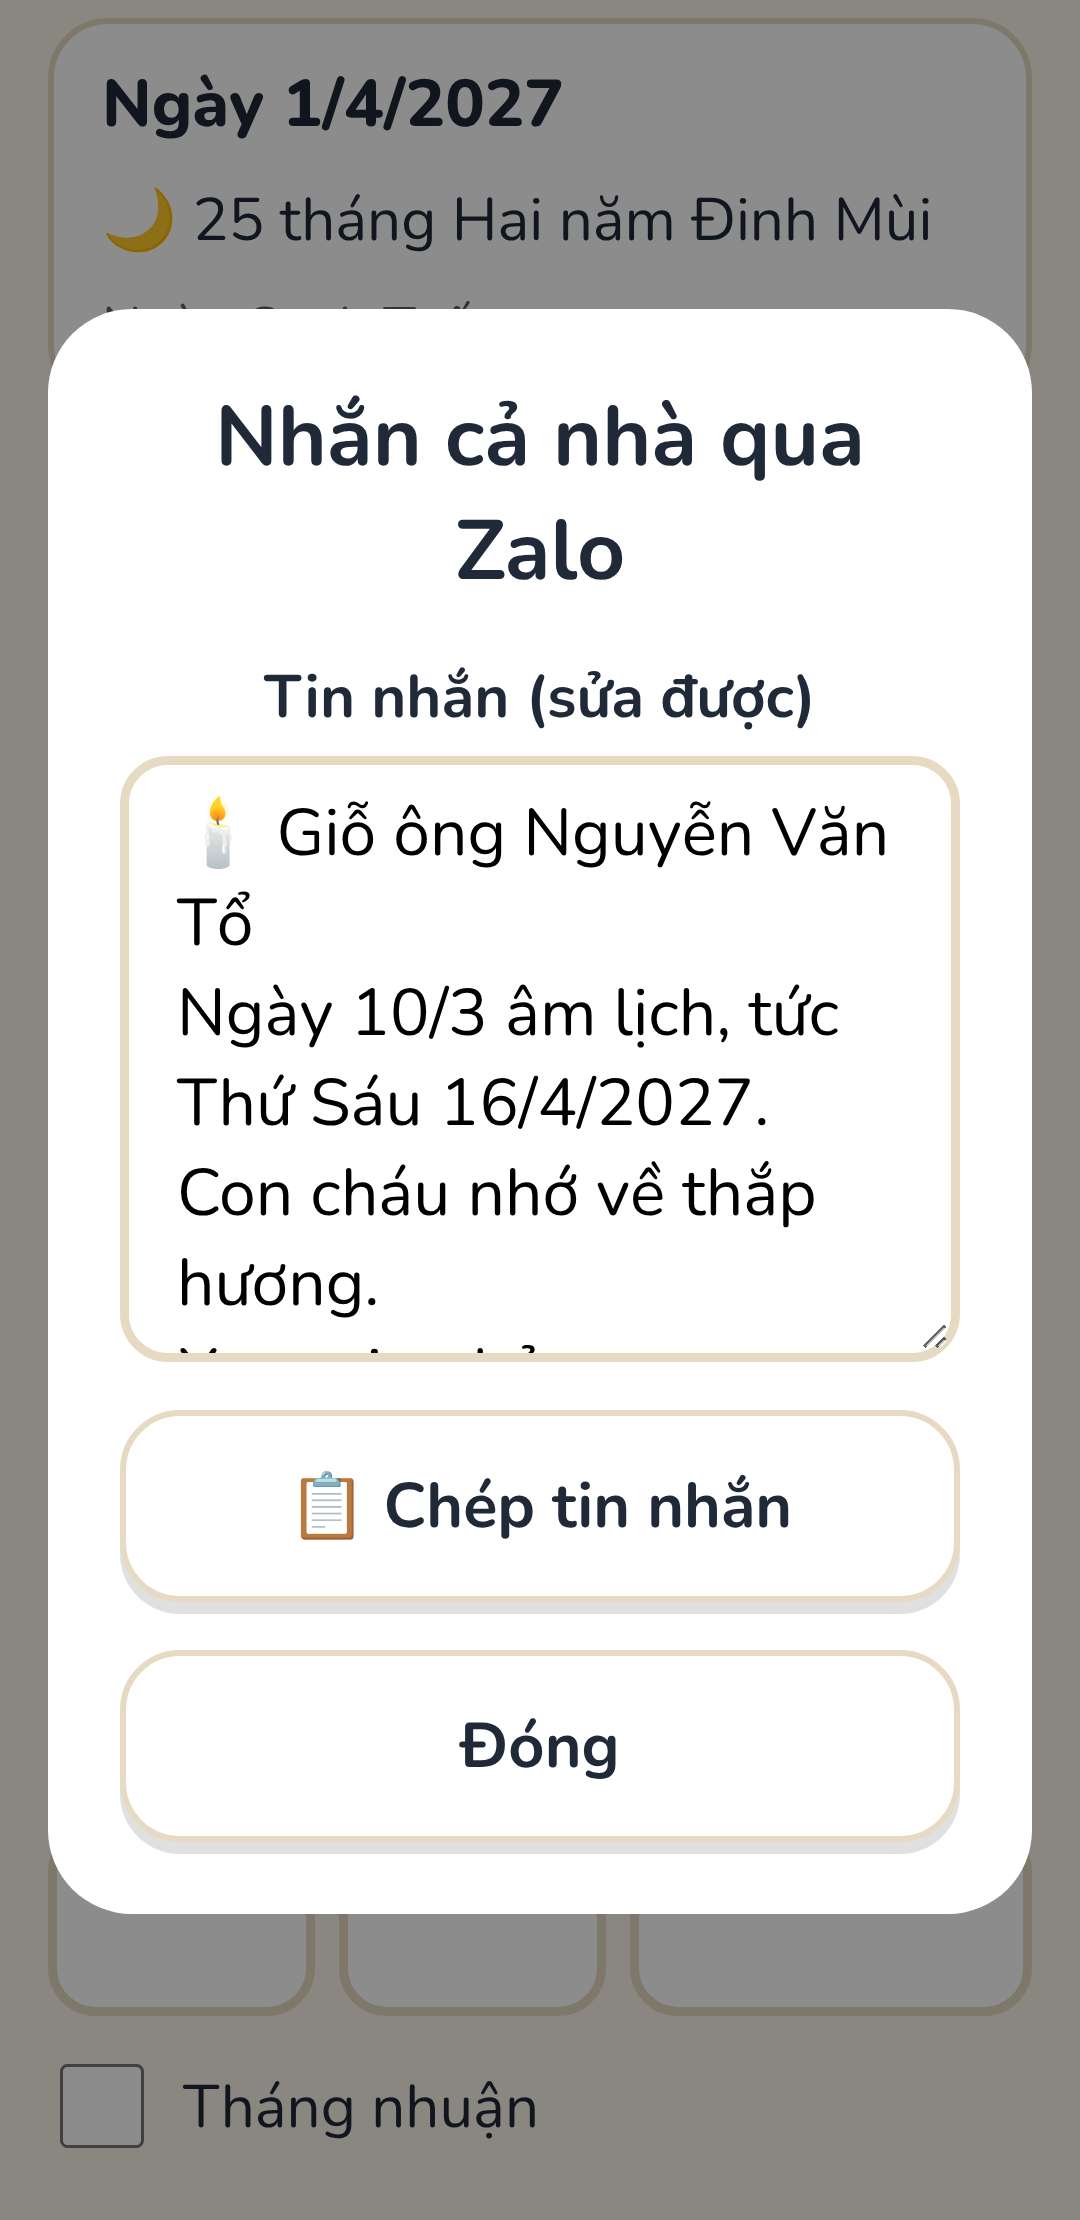 Ngày 1/4/2027
🌙 25 tháng Hai năm Đinh Mùi
Nhắn cả nhà qua
Zalo
Tin nhắn (sửa được)
🕯️ Giỗ ông Nguyễn Văn
Tổ
Ngày 10/3 âm lịch, tức
Thứ Sáu 16/4/2027.
Con cháu nhớ về thắp
hương.
📋 Chép tin nhắn
Đóng
Tháng nhuận